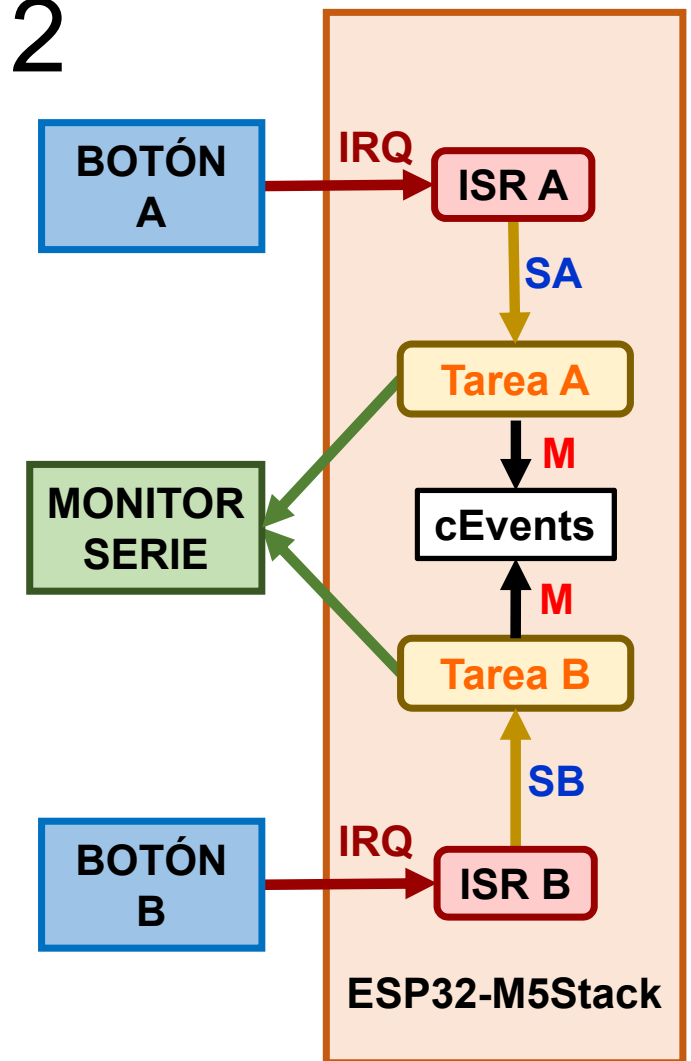 2
BOTÓN
A
IRQ
ISR A
SA
Tarea A
M
MONITOR
SERIE
cEvents
M
Tarea B
SB
BOTÓN
B
IRQ
ISR B
ESP32-M5Stack